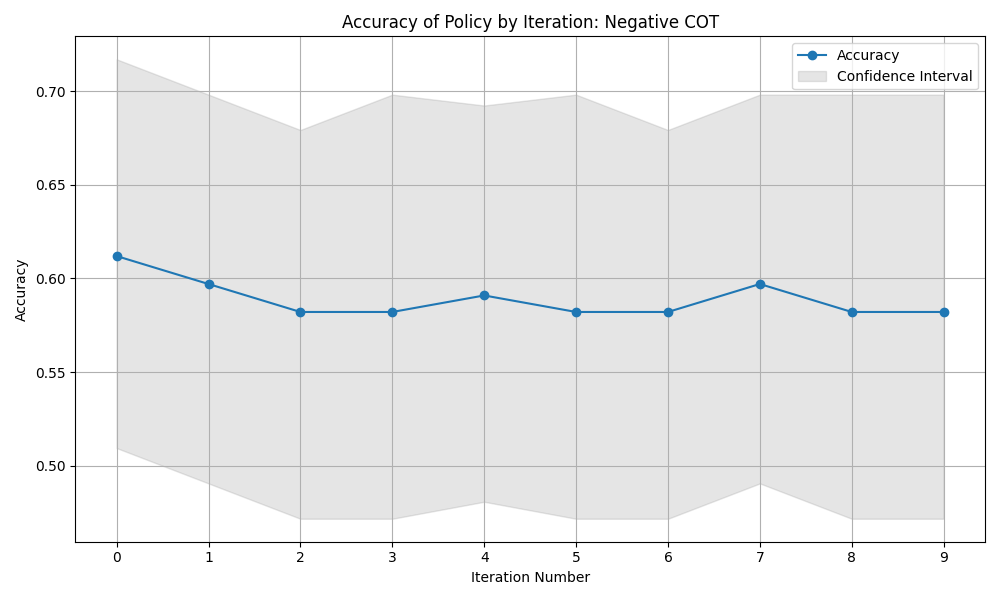 Accuracy of Policy by Iteration: Negative COT
Accuracy
Confidence Interval
0.70
0.65
0.60
0.55
0.50
Accuracy
0 1 2 3 4 5 6 7 8 9
Iteration Number